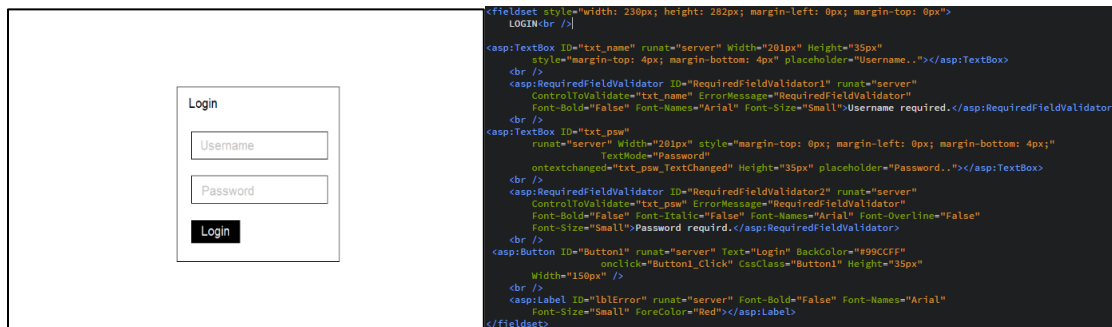 Login
Username
Password
Login
<fieldset style="width: 230px; height: 282px; margin-left: 0px; margin-top: 0px">
LOGIN<br />
<asp:TextBox ID="txt_name" runat="server" Width="201px" Height="35px"
style="margin-top: 4px; margin-bottom: 4px" placeholder="Username.."></asp:TextBox>
<br />
<asp:RequiredFieldValidator ID="RequiredFieldValidator1" runat="server"
ControlToValidate="txt_name" ErrorMessage="RequiredFieldValidator"
Font-Bold="False" Font-Names="Arial" Font-Size="Small">Username required.</asp:RequiredFieldValidator
<br />
<asp:TextBox ID="txt_psw"
runat="server" Width="201px" style="margin-top: 0px; margin-left: 0px; margin-bottom: 4px;"
TextMode="Password"
ontextchanged="txt_psw_TextChanged" Height="35px" placeholder="Password.."></asp:TextBox>
<br />
<asp:RequiredFieldValidator ID="RequiredFieldValidator2" runat="server"
ControlToValidate="txt_psw" ErrorMessage="RequiredFieldValidator"
Font-Bold="False" Font-Italic="False" Font-Names="Arial" Font-Overline="False"
Font-Size="Small">Password requird.</asp:RequiredFieldValidator>
<br />
<asp:Button ID="Button1" runat="server" Text="Login" BackColor="#99CCFF"
onclick="Button1_Click" CssClass="Button1" Height="35px"
Width="150px" />
<br />
<asp:Label ID="lblError" runat="server" Font-Bold="False" Font-Names="Arial"
Font-Size="Small" ForeColor="Red"></asp:Label>
</fieldset>